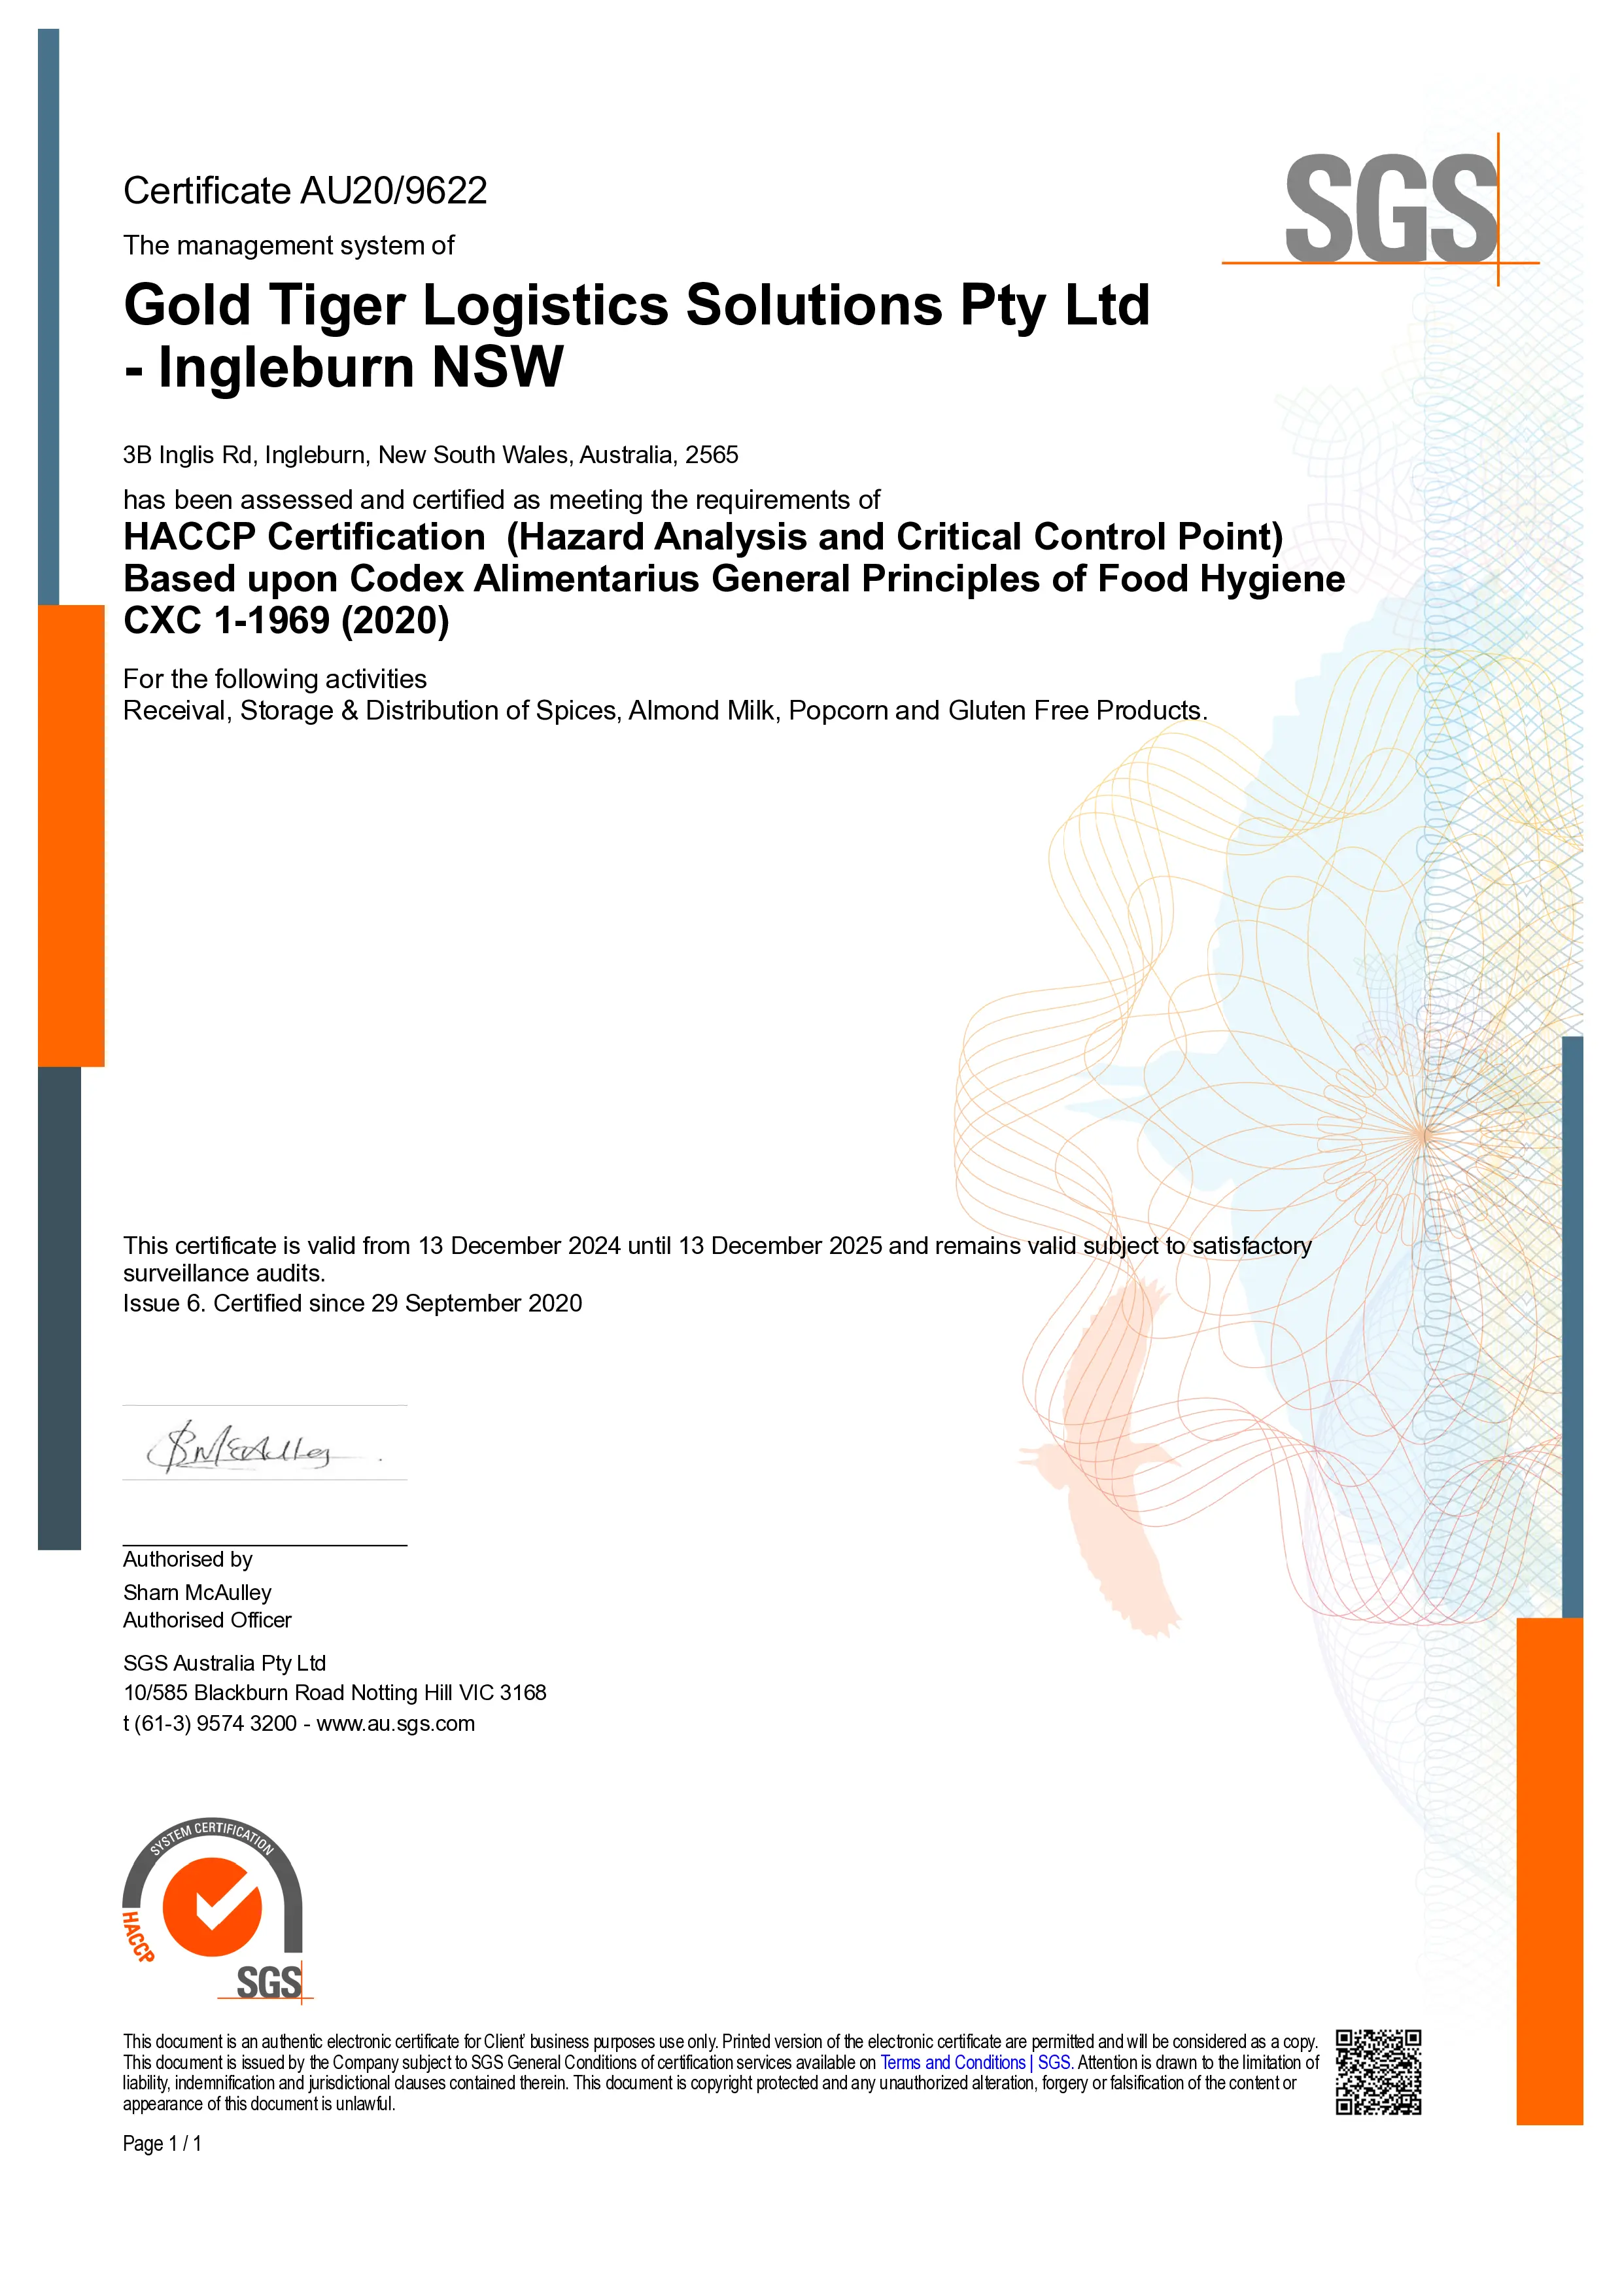 SGS
Certificate AU20/9622
The management system of
Gold Tiger Logistics Solutions Pty Ltd
- Ingleburn NSW
3B Inglis Rd, Ingleburn, New South Wales, Australia, 2565
has been assessed and certified as meeting the requirements of
HACCP Certification  (Hazard Analysis and Critical Control Point)
Based upon Codex Alimentarius General Principles of Food Hygiene
CXC 1-1969 (2020)
For the following activities
Receival, Storage & Distribution of Spices, Almond Milk, Popcorn and Gluten Free Products.
This certificate is valid from 13 December 2024 until 13 December 2025 and remains valid subject to satisfactory
surveillance audits.
Issue 6. Certified since 29 September 2020
SMcAulley
Authorised by
Sharn McAulley
Authorised Officer
SGS Australia Pty Ltd
10/585 Blackburn Road Notting Hill VIC 3168
t (61-3) 9574 3200 - www.au.sgs.com
SYSTEM CERTIFICATION
HACCP
SGS
This document is an authentic electronic certificate for Client' business purposes use only. Printed version of the electronic certificate are permitted and will be considered as a copy.
This document is issued by the Company subject to SGS General Conditions of certification services available on Terms and Conditions | SGS. Attention is drawn to the limitation of
liability, indemnification and jurisdictional clauses contained therein. This document is copyright protected and any unauthorized alteration, forgery or falsification of the content or
appearance of this document is unlawful.
Page 1 / 1